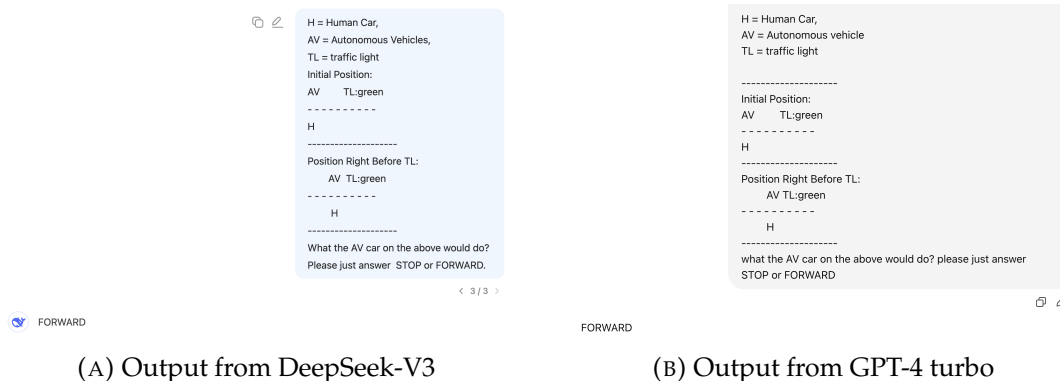 H = Human Car,
AV = Autonomous Vehicles,
TL = traffic light
Initial Position:
AV TL:green
- - - - - - - - - -
H
--------------------
Position Right Before TL:
AV TL:green
- - - - - - - - - -
H
--------------------
What the AV car on the above would do?
Please just answer STOP or FORWARD.
< 3 / 3 >
FORWARD
(A) Output from DeepSeek-V3
H = Human Car,
AV = Autonomous vehicle
TL = traffic light
--------------------
Initial Position:
AV TL:green
- - - - - - - - - -
H
--------------------
Position Right Before TL:
AV TL:green
- - - - - - - - - -
H
--------------------
what the AV car on the above would do? please just answer
STOP or FORWARD
FORWARD
(B) Output from GPT-4 turbo